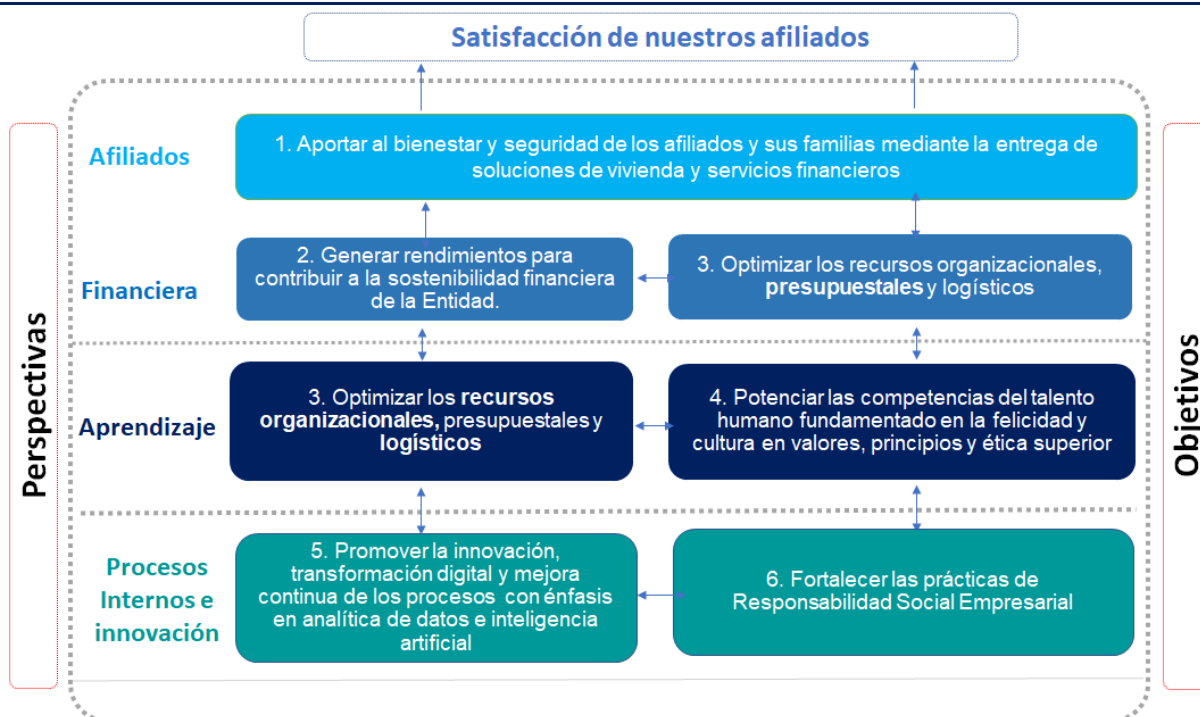 Satisfacción de nuestros afiliados
Perspectivas
Objetivos
Afiliados
1. Aportar al bienestar y seguridad de los afiliados y sus familias mediante la entrega de
soluciones de vivienda y servicios financieros
Financiera
2. Generar rendimientos para
contribuir a la sostenibilidad financiera
de la Entidad.
3. Optimizar los recursos organizacionales,
presupuestales y logísticos
Aprendizaje
3. Optimizar los recursos
organizacionales, presupuestales y
logísticos
4. Potenciar las competencias del talento
humano fundamentado en la felicidad y
cultura en valores, principios y ética superior
Procesos
Internos e
innovación
5. Promover la innovación,
transformación digital y mejora
continua de los procesos con énfasis
en analítica de datos e inteligencia
artificial
6. Fortalecer las prácticas de
Responsabilidad Social Empresarial